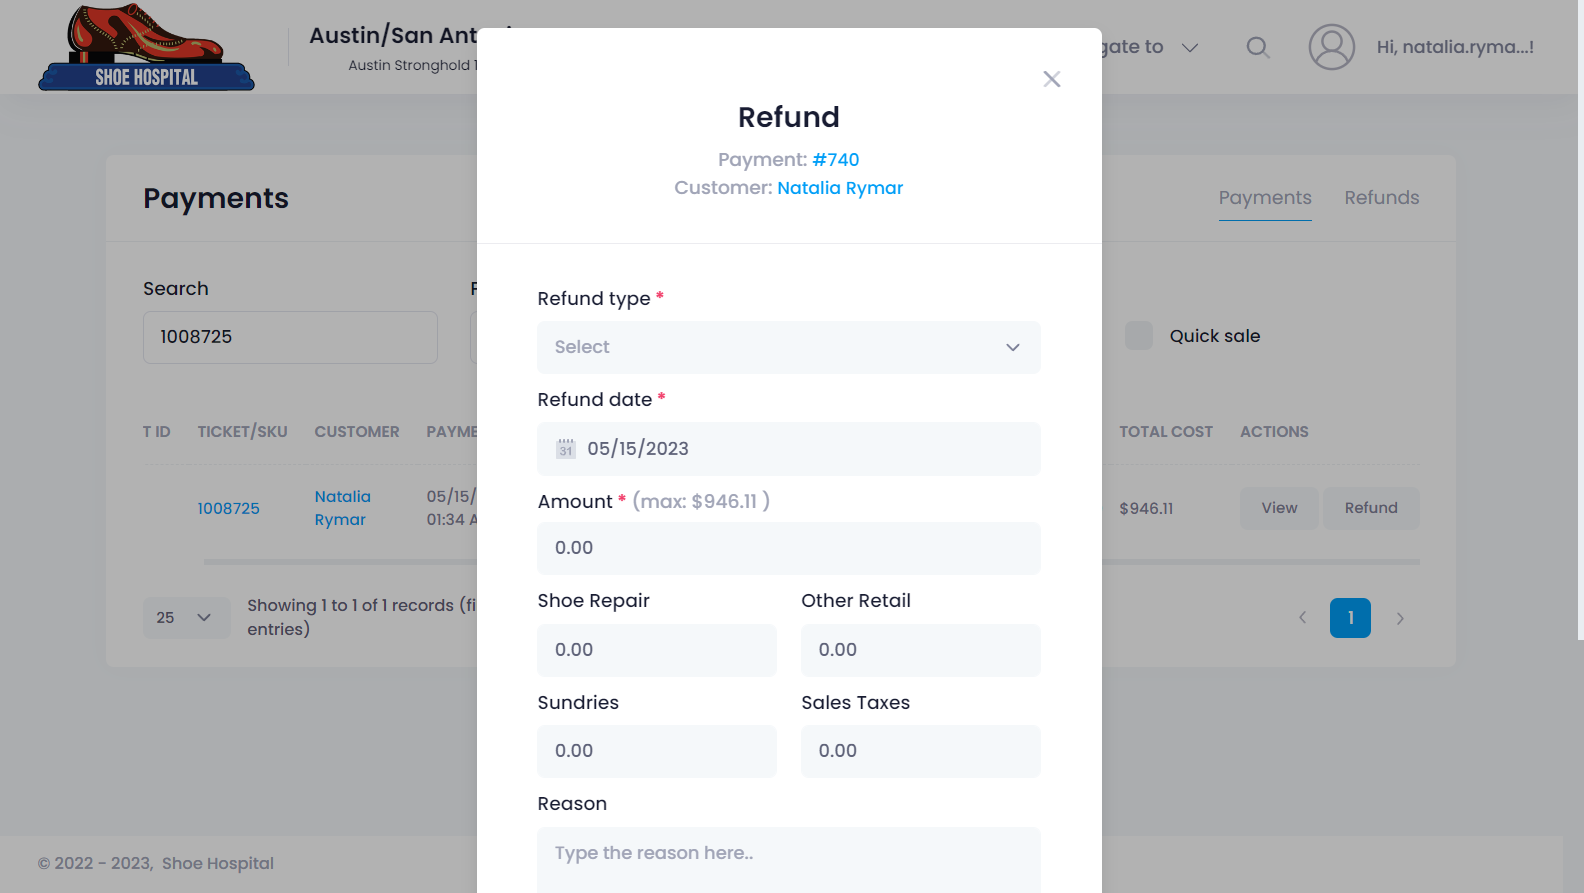 SHOE HOSPITAL
Austin/San Ant
Austin Stronghold
gate to
Hi, natalia.ryma...!
Refund
Payment: #740
Customer: Natalia Rymar
Payments
Payments
Refunds
Search
1008725
Quick sale
Refund type *
Select
Refund date *
31
05/15/2023
Amount * (max: $946.11 )
0.00
T ID
TICKET/SKU
CUSTOMER
PAYME
TOTAL COST
ACTIONS
1008725
Natalia
Rymar
05/15/
01:34 A
$946.11
View
Refund
25
Showing 1 to 1 of 1 records (fi
entries)
1
Shoe Repair
Other Retail
0.00
0.00
Sundries
Sales Taxes
0.00
0.00
Reason
Type the reason here..
© 2022 - 2023, Shoe Hospital